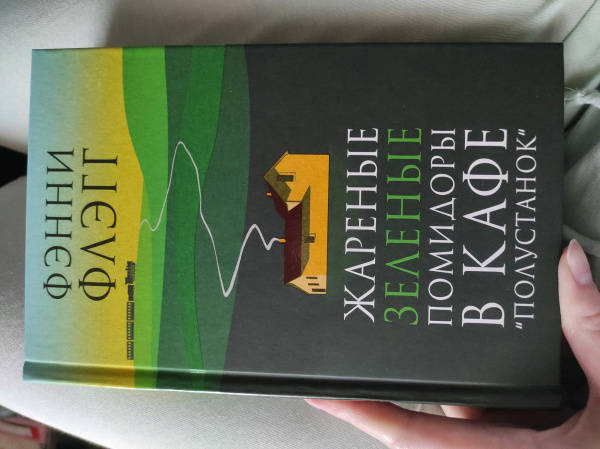 ФЭННИ
ФЛЭГГ
ЖАРЕНЫЕ
ЗЕЛЕНЫЕ
ПОМИДОРЫ
В КАФЕ
"ПОЛУСТАНОК"